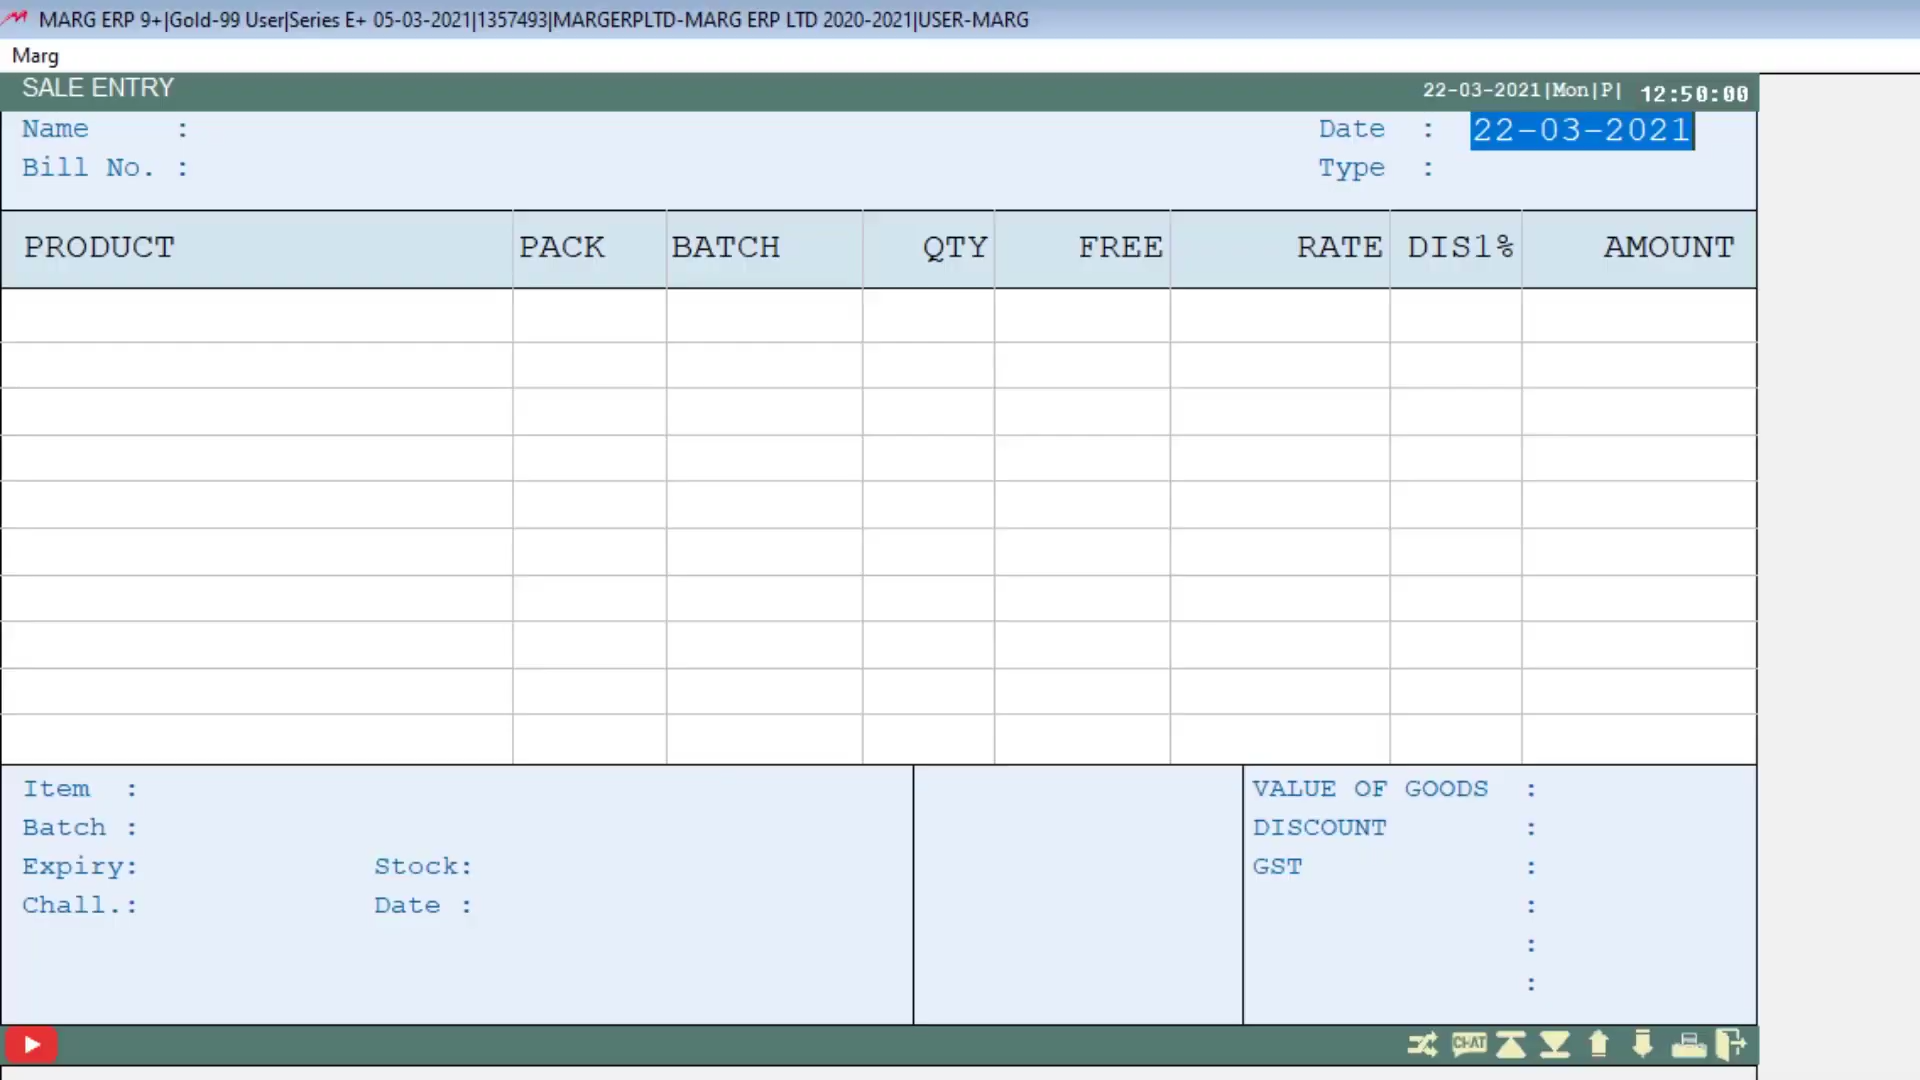 MARG ERP 9+|Gold-99 User|Series E+ 05-03-2021|1357493|MARGERPLTD-MARG ERP LTD 2020-2021|USER-MARG
Marg
SALE ENTRY 22-03-2021|Mon|P| 12:50:00
Name : Date : 22-03-2021
Bill No. : Type :
PRODUCT PACK BATCH QTY FREE RATE DIS1% AMOUNT
Item : VALUE OF GOODS :
Batch : DISCOUNT :
Expiry: Stock: GST :
Chall.: Date : :
:
:
CHAT